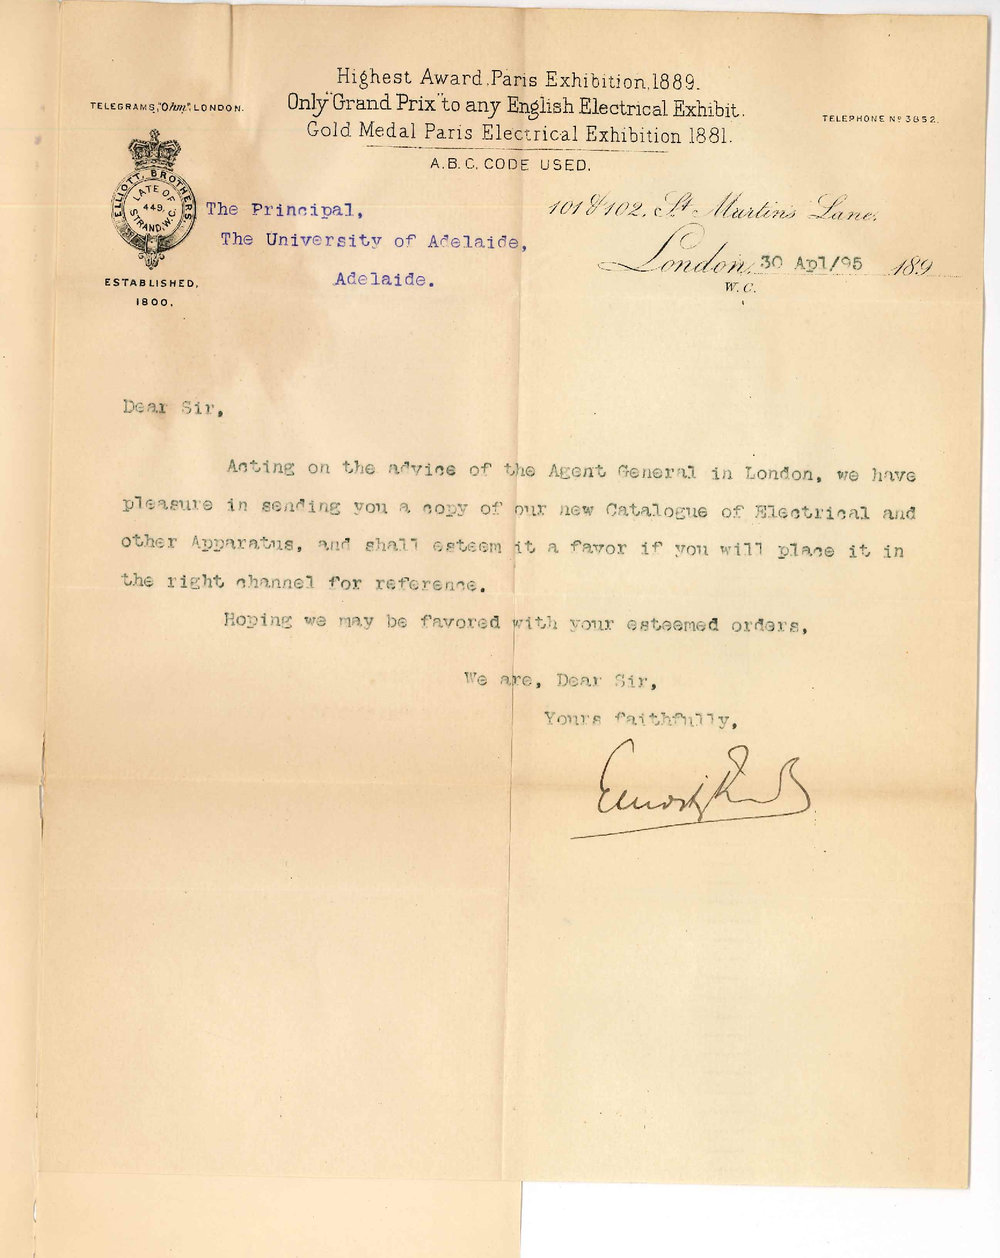 Highest Award, Paris Exhibition, 1889.
Only "Grand Prix" to any English Electrical Exhibit.
Gold Medal Paris Electrical Exhibition 1881.
A.B.C. CODE USED.
TELEGRAMS, "Ohm", LONDON.
TELEPHONE Nº 3852.
ELLIOTT, BROTHERS,
LATE OF
449,
STRAND, W.C.
ESTABLISHED,
1800.
101 & 102, St Martin's Lane,
London, 30 Apl/95 189
W.C.
The Principal,
The University of Adelaide,
Adelaide.
Dear Sir,
Acting on the advice of the Agent General in London, we have
pleasure in sending you a copy of our new Catalogue of Electrical and
other Apparatus, and shall esteem it a favor if you will place it in
the right channel for reference.
Hoping we may be favored with your esteemed orders,
We are, Dear Sir,
Yours faithfully,